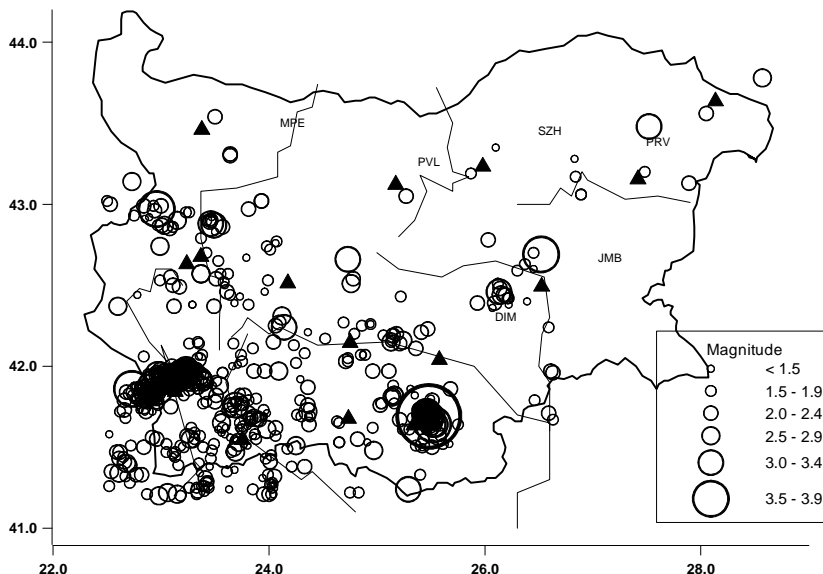 44.0
MPE
SZH
PRV
PVL
43.0
JMB
DIM
42.0
Magnitude
< 1.5
1.5 - 1.9
2.0 - 2.4
2.5 - 2.9
3.0 - 3.4
3.5 - 3.9
41.0
22.0
24.0
26.0
28.0